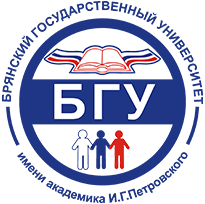 БРЯНСКИЙ ГОСУДАРСТВЕННЫЙ УНИВЕРСИТЕТ
БГУ
имени академика И.Г.Петровского